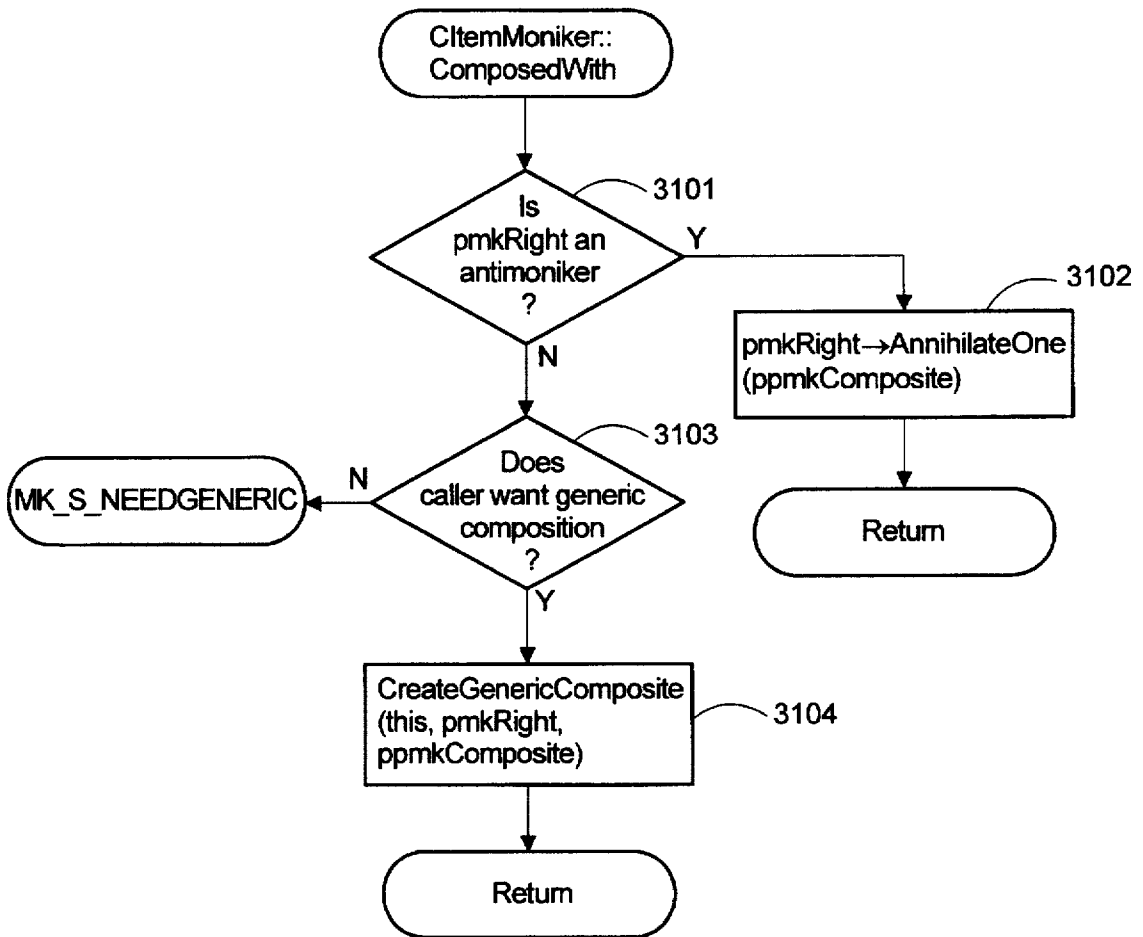 CItemMoniker::
ComposedWith
3101
Is
pmkRight an
antimoniker
?
Y
N
3102
pmkRight→AnnihilateOne
(ppmkComposite)
Return
3103
Does
caller want generic
composition
?
N
MK_S_NEEDGENERIC
Y
CreateGenericComposite
(this, pmkRight,
ppmkComposite)
3104
Return